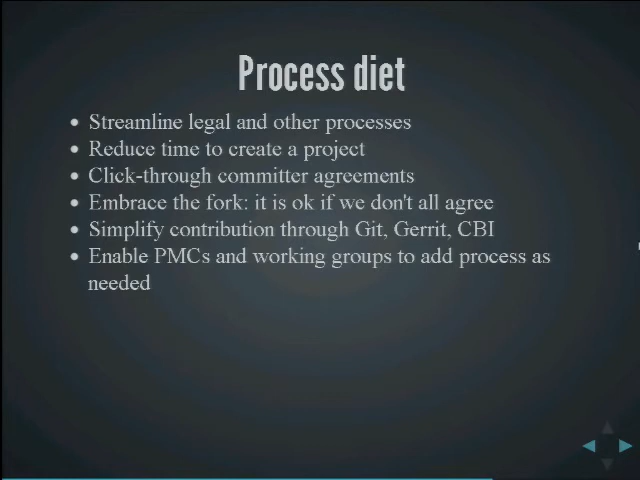 Process diet
• Streamline legal and other processes
• Reduce time to create a project
• Click-through committer agreements
• Embrace the fork: it is ok if we don't all agree
• Simplify contribution through Git, Gerrit, CBI
• Enable PMCs and working groups to add process as
needed